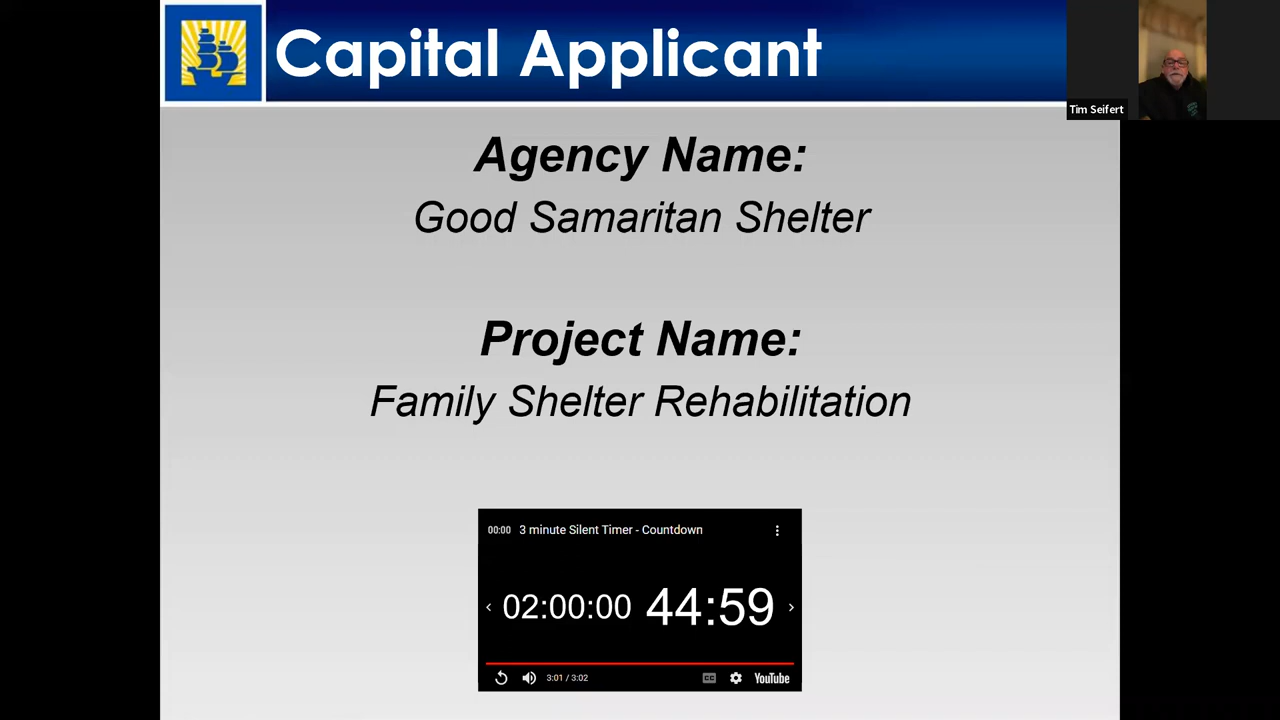 Capital Applicant
Tim Seifert
Agency Name:
Good Samaritan Shelter
Project Name:
Family Shelter Rehabilitation
00:00 3 minute Silent Timer - Countdown
02:00:00 44:59
3:01 / 3:02 CC YouTube